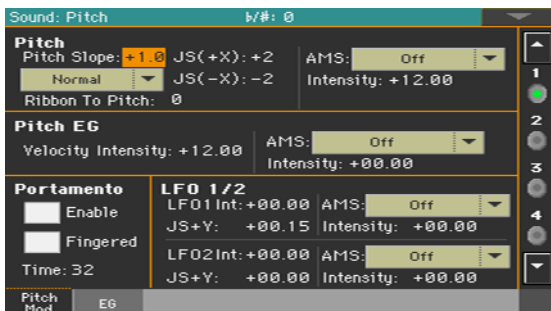 Sound: Pitch ♭/#: 0
Pitch
Pitch Slope: +1.0 JS(+X): +2 AMS: Off
Normal JS(-X): -2 Intensity: +12.00
Ribbon To Pitch: 0
Pitch EG
Velocity Intensity: +12.00 AMS: Off
Intensity: +00.00
Portamento
Enable
Fingered
Time: 32
LFO 1/2
LFO1 Int: +00.00 AMS: Off
JS+Y: +00.15 Intensity: +00.00
LFO2Int: +00.00 AMS: Off
JS+Y: +00.00 Intensity: +00.00
1
2
3
4
Pitch Mod
EG